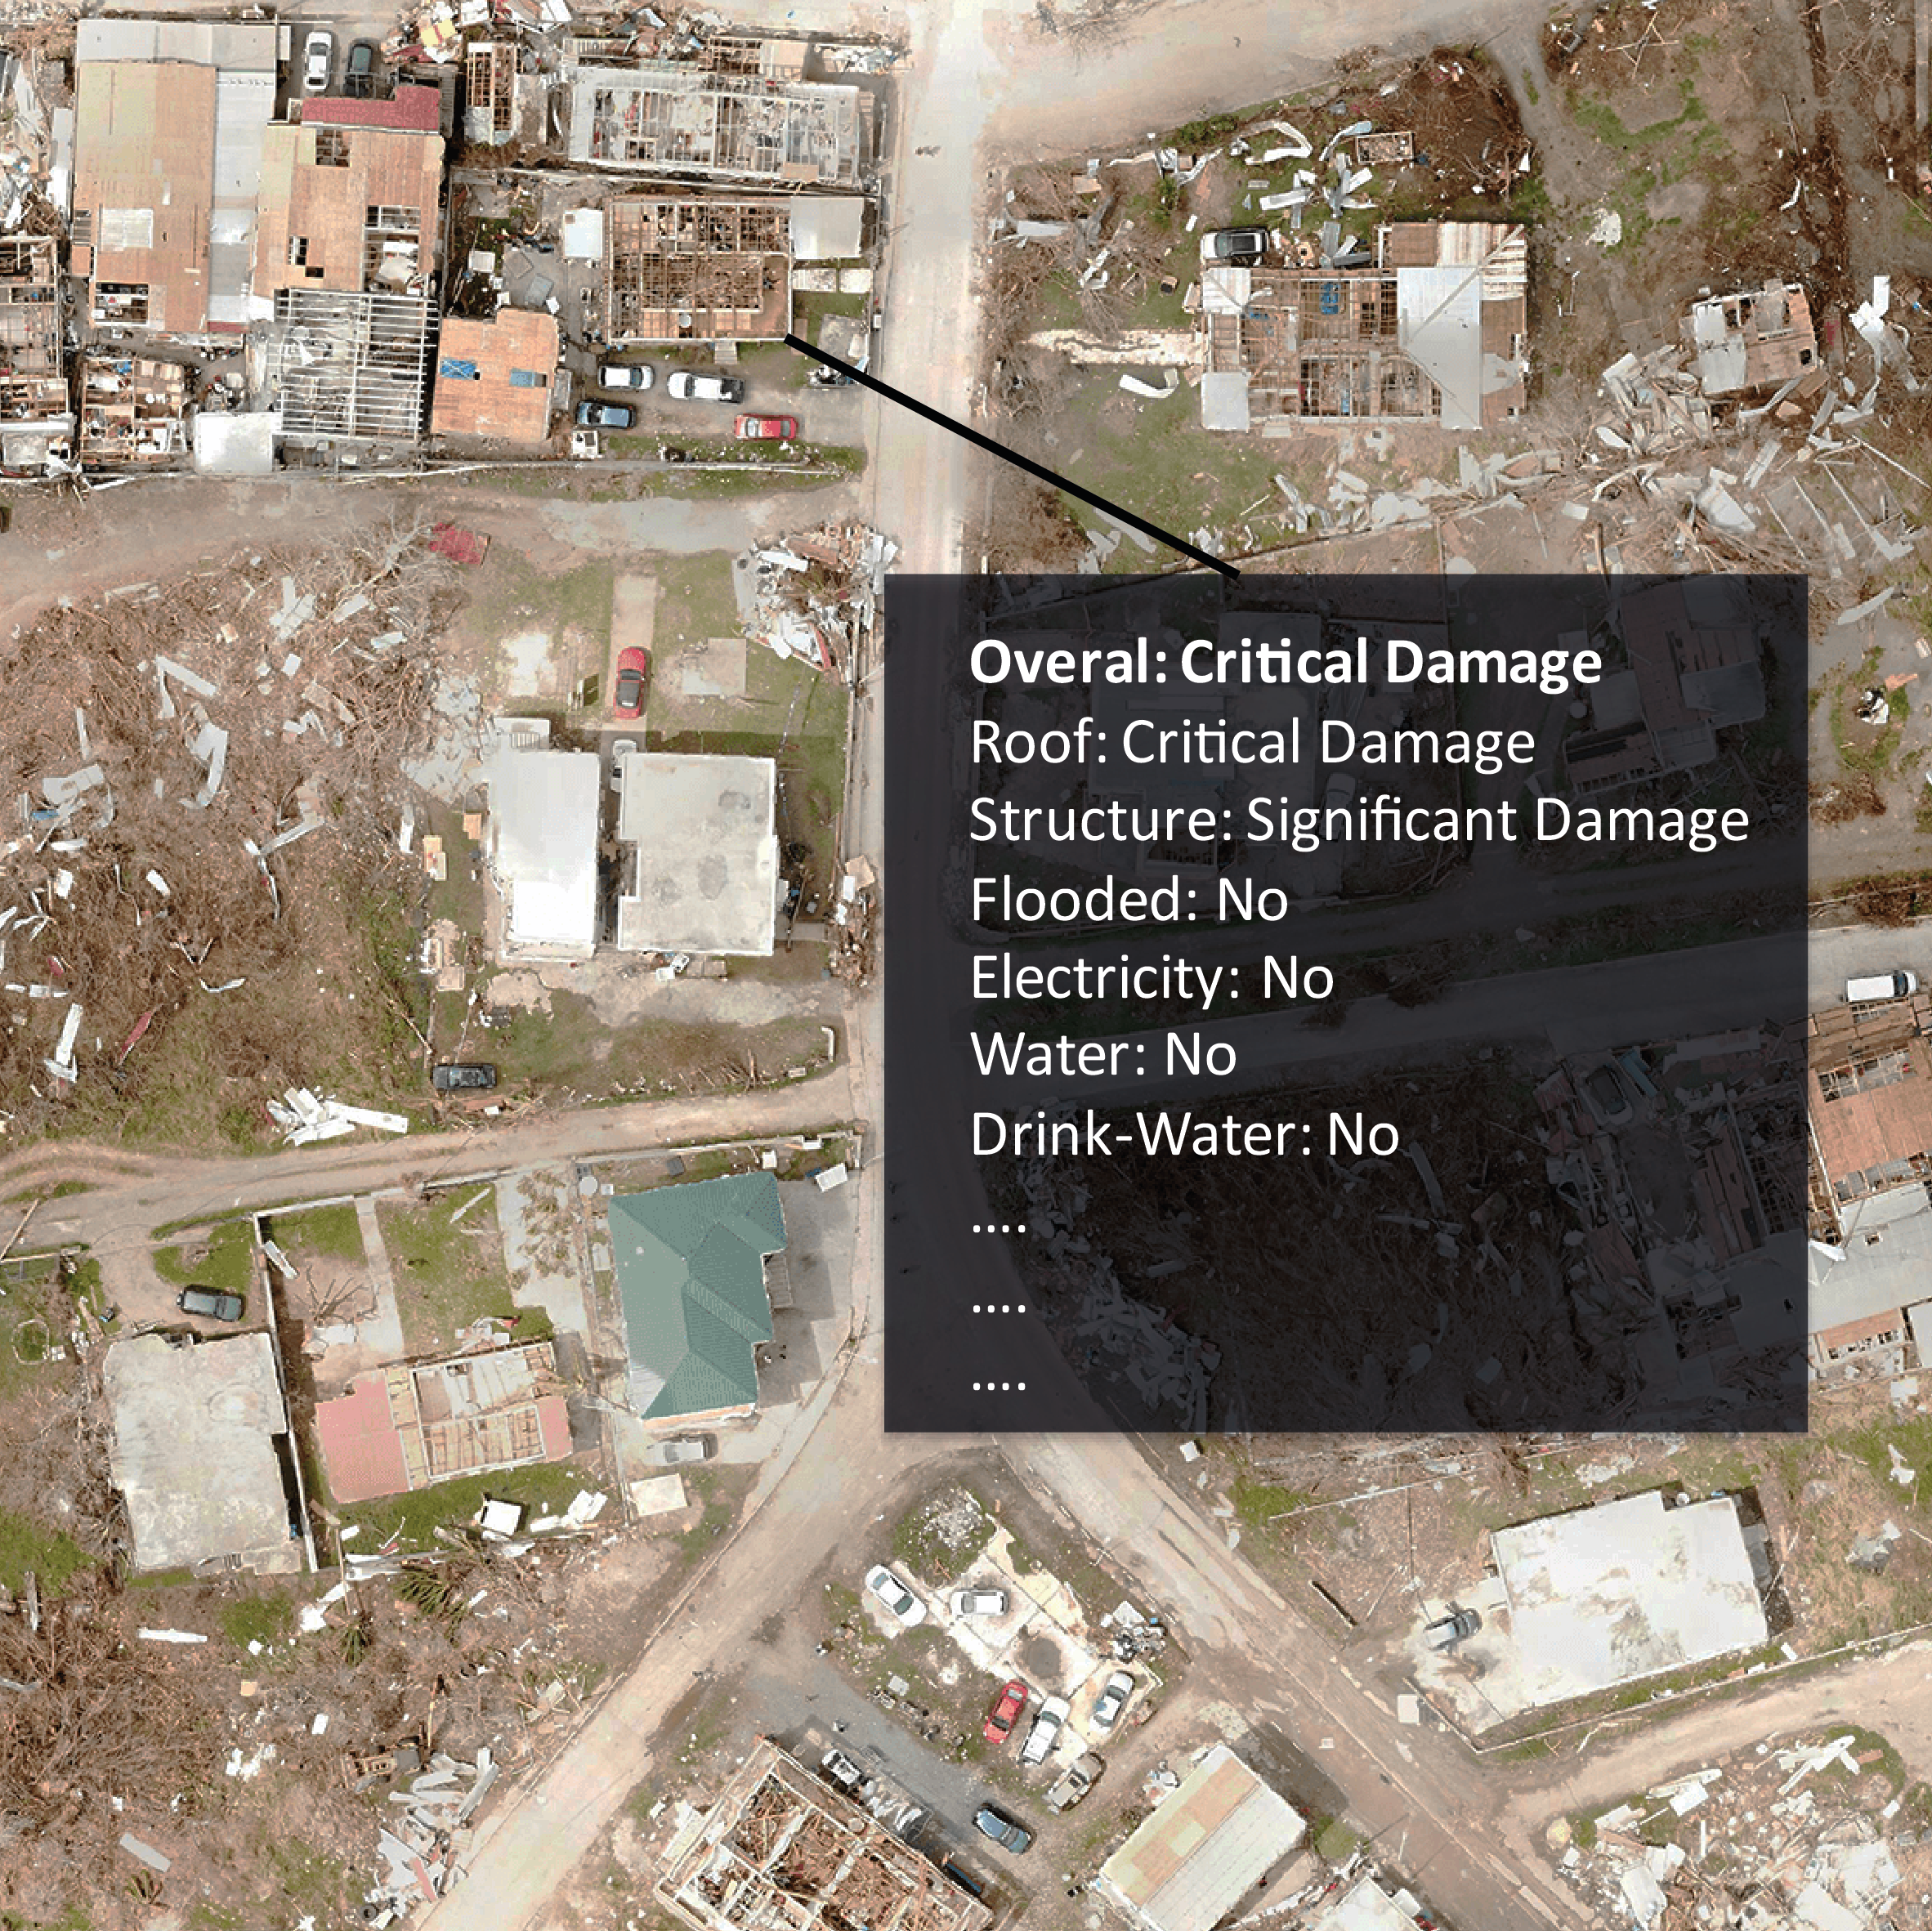 Overal: Critical Damage
Roof: Critical Damage
Structure: Significant Damage
Flooded: No
Electricity: No
Water: No
Drink-Water: No
....
....
....